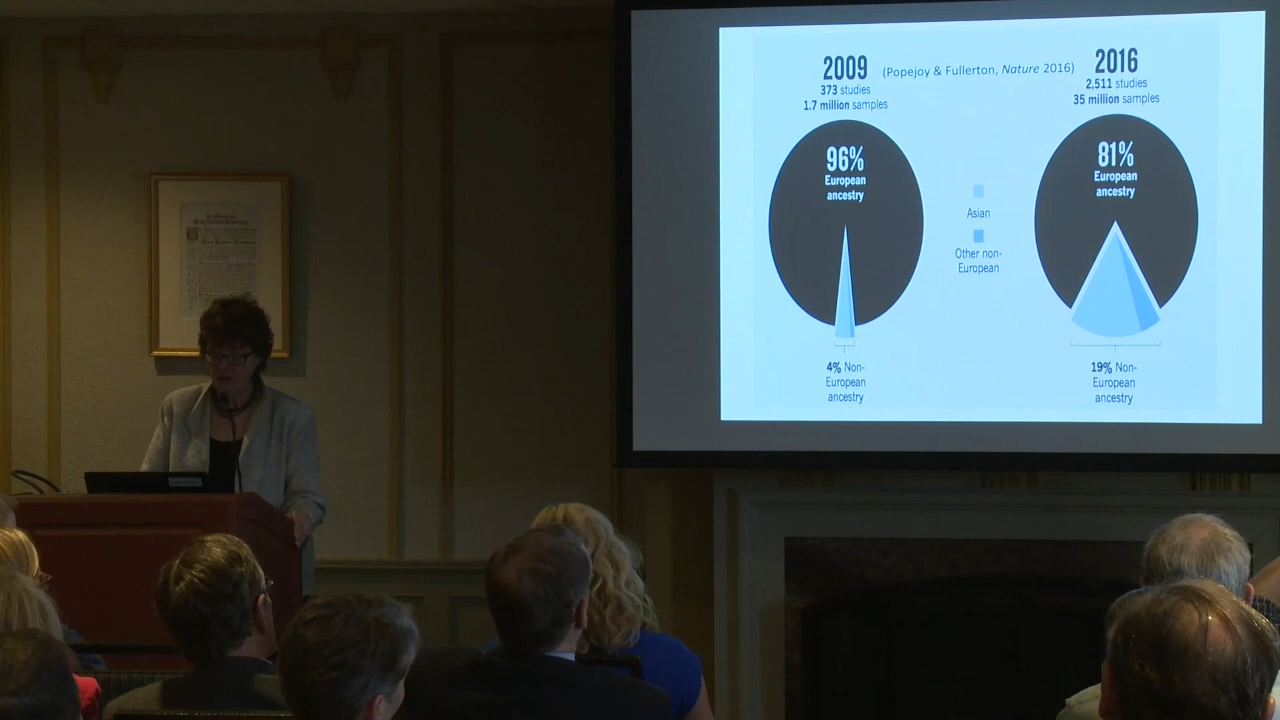 2009
373 studies
1.7 million samples
(Popejoy & Fullerton, Nature 2016)
2016
2,511 studies
35 million samples
96%
European
ancestry
81%
European
ancestry
Asian
Other non-
European
4% Non-
European
ancestry
19% Non-
European
ancestry